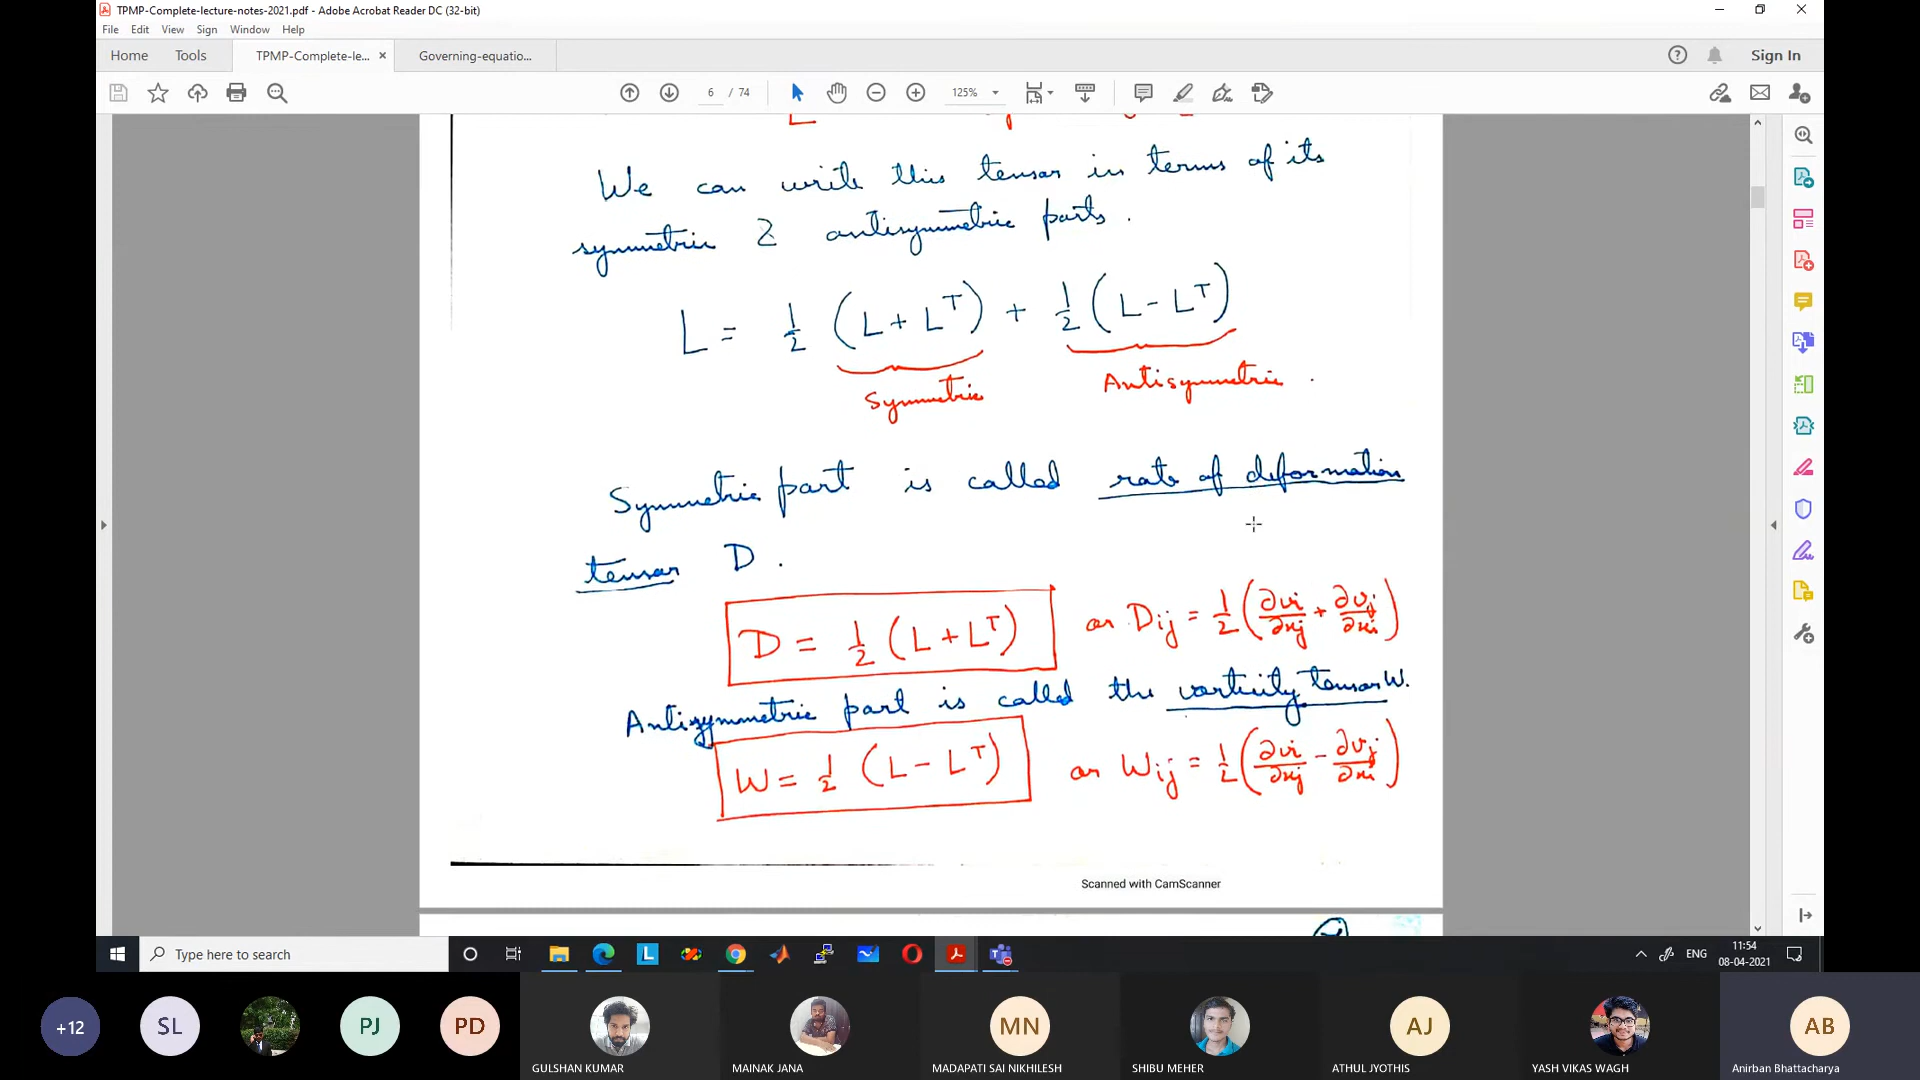 TPMP-Complete-lecture-notes-2021.pdf - Adobe Acrobat Reader DC (32-bit)
File Edit View Sign Window Help
Home Tools TPMP-Complete-le... × Governing-equatio... Sign In
6 / 74 125%
We can write this tensor in terms of its
symmetric & antisymmetric parts.
L = 1/2 (L + L^T) + 1/2 (L - L^T)
Symmetric Antisymmetric.
Symmetric part is called rate of deformation
tensor D.
D = 1/2 (L + L^T) or Dij = 1/2 (∂vi/∂xj + ∂vj/∂xi)
Antisymmetric part is called the vorticity tensor W.
W = 1/2 (L - L^T) or Wij = 1/2 (∂vi/∂xj - ∂vj/∂xi)
Scanned with CamScanner
Type here to search
ENG
11:54
08-04-2021
+12 SL PJ PD MN AJ AB
GULSHAN KUMAR MAINAK JANA MADAPATI SAI NIKHILESH SHIBU MEHER ATHUL JYOTHIS YASH VIKAS WAGH Anirban Bhattacharya